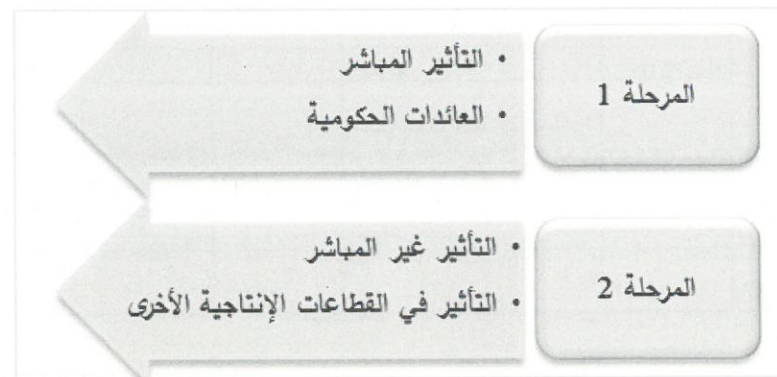 المرحلة 1
• التأثير المباشر
• العائدات الحكومية
المرحلة 2
• التأثير غير المباشر
• التأثير في القطاعات الإنتاجية الأخرى